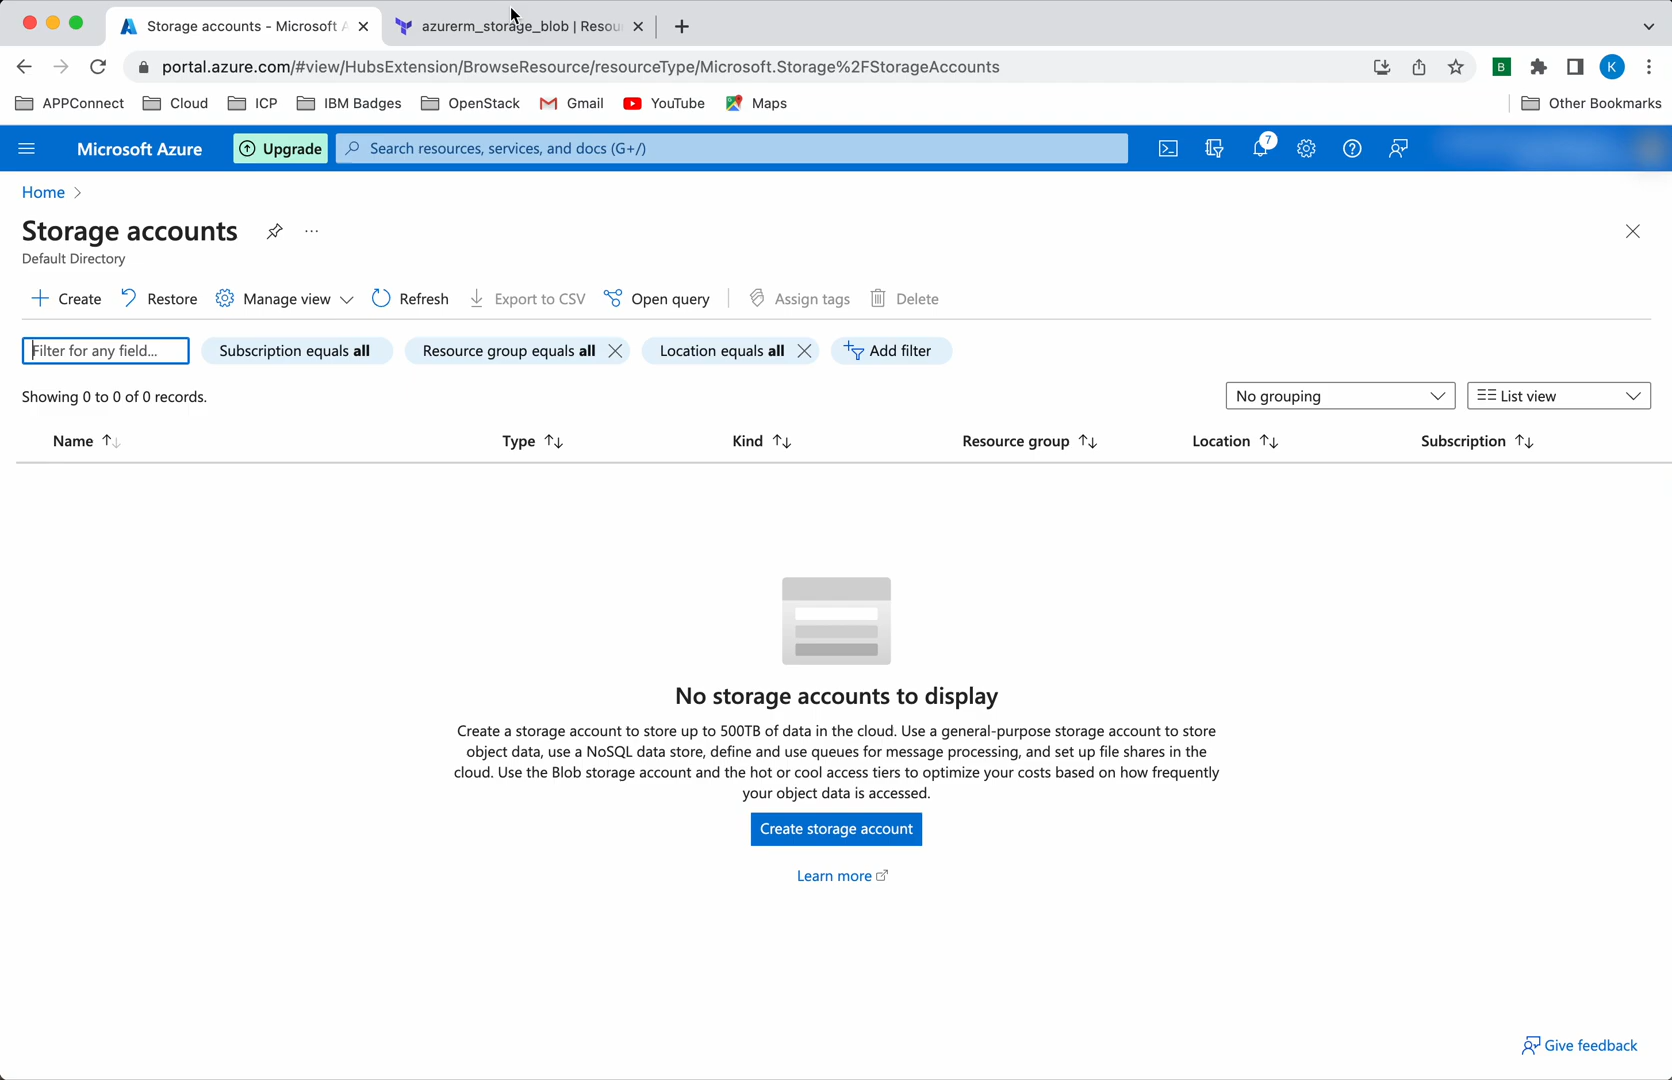 Storage accounts - Microsoft A
azurerm_storage_blob | Resou
portal.azure.com/#view/HubsExtension/BrowseResource/resourceType/Microsoft.Storage%2FStorageAccounts
B
K
APPConnect
Cloud
ICP
IBM Badges
OpenStack
Gmail
YouTube
Maps
Other Bookmarks
Microsoft Azure
Upgrade
Search resources, services, and docs (G+/)
7
Home
Storage accounts
Default Directory
Create
Restore
Manage view
Refresh
Export to CSV
Open query
Assign tags
Delete
Filter for any field...
Subscription equals all
Resource group equals all
Location equals all
Add filter
Showing 0 to 0 of 0 records.
No grouping
List view
Name
Type
Kind
Resource group
Location
Subscription
No storage accounts to display
Create a storage account to store up to 500TB of data in the cloud. Use a general-purpose storage account to store
object data, use a NoSQL data store, define and use queues for message processing, and set up file shares in the
cloud. Use the Blob storage account and the hot or cool access tiers to optimize your costs based on how frequently
your object data is accessed.
Create storage account
Learn more
Give feedback